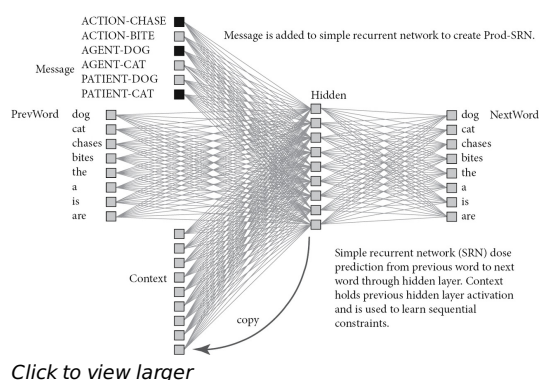 ACTION-CHASE
ACTION-BITE
AGENT-DOG
Message is added to simple recurrent network to create Prod-SRN.
Message
AGENT-CAT
PATIENT-DOG
PATIENT-CAT
Hidden
PrevWord
dog
cat
chases
bites
the
a
is
are
dog
NextWord
cat
chases
bites
the
a
is
are
Context
copy
Simple recurrent network (SRN) dose
prediction from previous word to next
word through hidden layer. Context
holds previous hidden layer activation
and is used to learn sequential
constraints.
Click to view larger